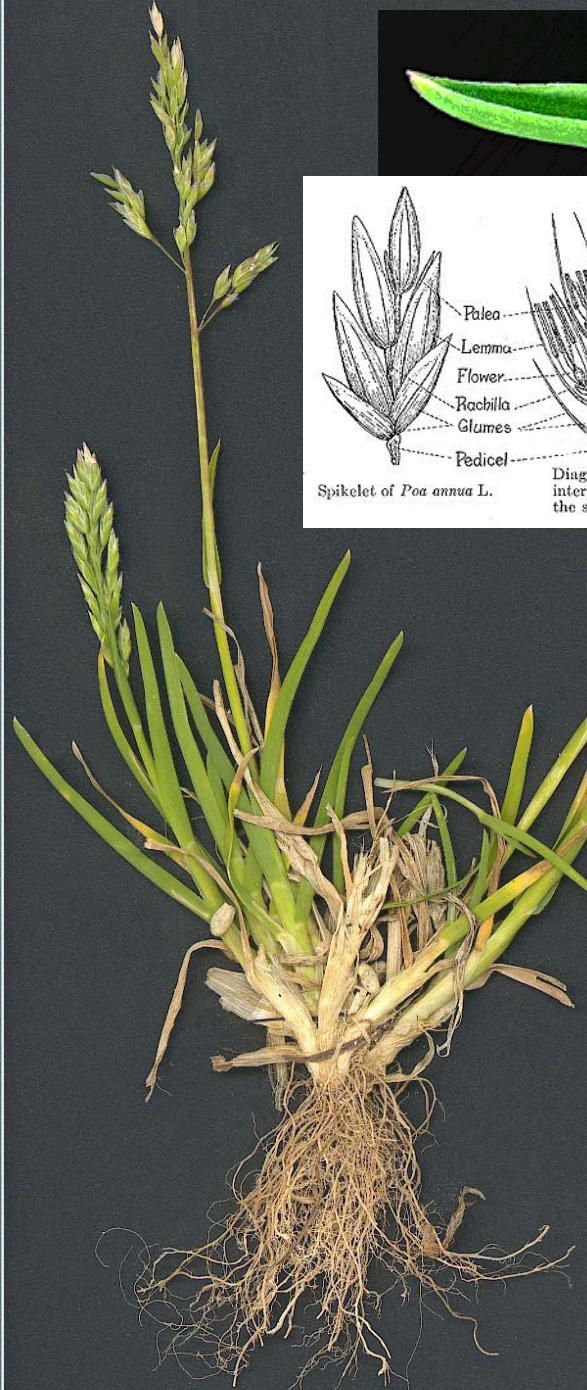 Palea
Lemma
Flower
Rachilla
Glumes
Pedicel
Spikelet of Poa annua L.
Diag
inter
the s